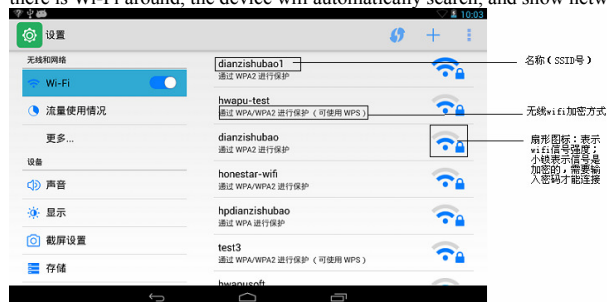 there is Wi-Fi around, the device will automatically search, and show netw
10:03
设置
无线和网络
Wi-Fi
流量使用情况
更多...
设备
声音
显示
截屏设置
存储
dianzishubao1
通过 WPA2 进行保护
hwapu-test
通过 WPA/WPA2 进行保护 (可使用 WPS)
dianzishubao
通过 WPA2 进行保护
honestar-wifi
通过 WPA/WPA2 进行保护
hpdianzishubao
通过 WPA 进行保护
test3
通过 WPA/WPA2 进行保护 (可使用 WPS)
hwapusoft
名称(SSID号)
无线wifi加密方式
扇形图标:表示
wifi信号强度;
小锁表示信号是
加密的,需要输
入密码才能连接